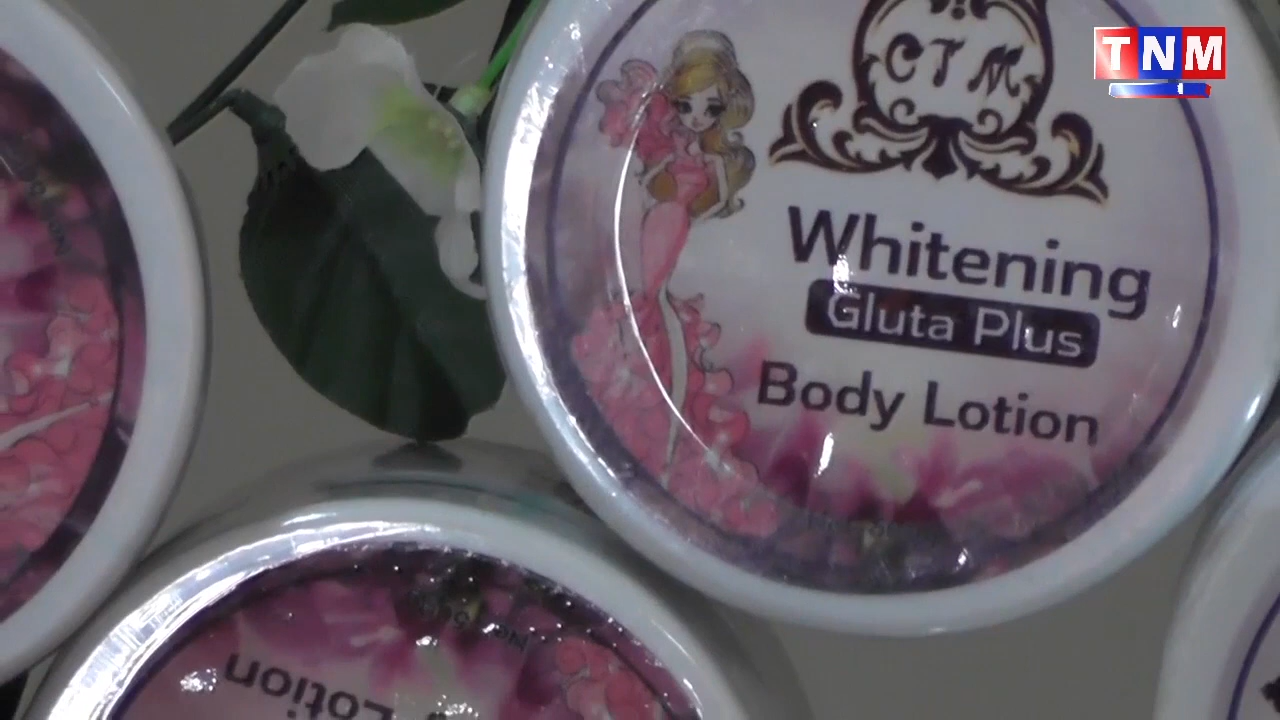 TNM
CTM
Whitening
Gluta Plus
Body Lotion
Lotion